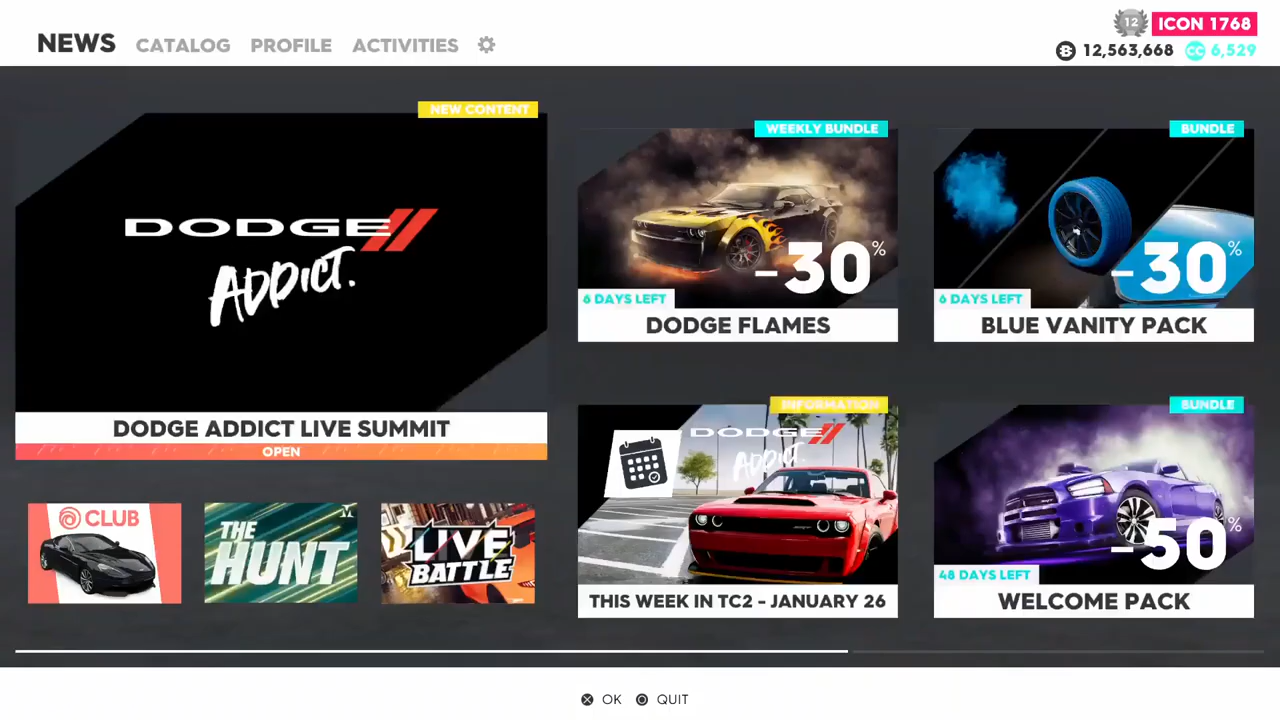 NEWS CATALOG PROFILE ACTIVITIES
12 ICON 1768
12,563,668 CC 6,529
NEW CONTENT
DODGE
ADDICT.
DODGE ADDICT LIVE SUMMIT
OPEN
CLUB
THE
HUNT
LIVE
BATTLE
WEEKLY BUNDLE
-30%
6 DAYS LEFT
DODGE FLAMES
BUNDLE
-30%
6 DAYS LEFT
BLUE VANITY PACK
INFORMATION
DODGE
ADDICT.
THIS WEEK IN TC2 - JANUARY 26
BUNDLE
-50%
48 DAYS LEFT
WELCOME PACK
OK QUIT